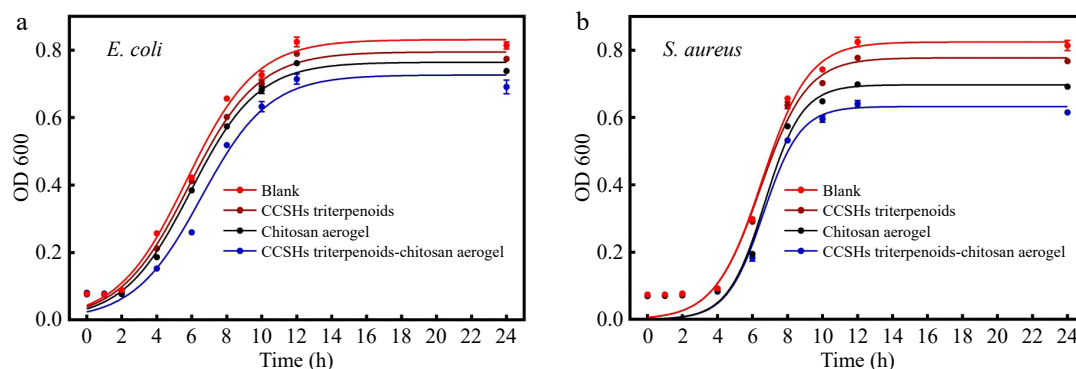 a
E. coli
OD 600
0.8
0.6
0.4
0.2
0.0
Blank
CCSHs triterpenoids
Chitosan aerogel
CCSHs triterpenoids-chitosan aerogel
0 2 4 6 8 10 12 14 16 18 20 22 24
Time (h)
b
S. aureus
OD 600
0.8
0.6
0.4
0.2
0.0
Blank
CCSHs triterpenoids
Chitosan aerogel
CCSHs triterpenoids-chitosan aerogel
0 2 4 6 8 10 12 14 16 18 20 22 24
Time (h)